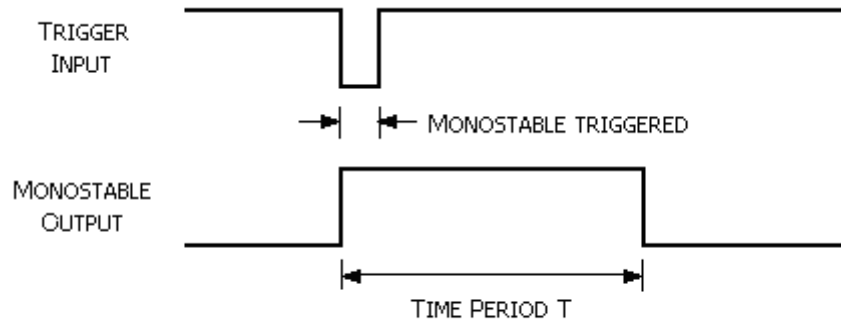 TRIGGER
INPUT
MONOSTABLE TRIGGERED
MONOSTABLE
OUTPUT
TIME PERIOD T